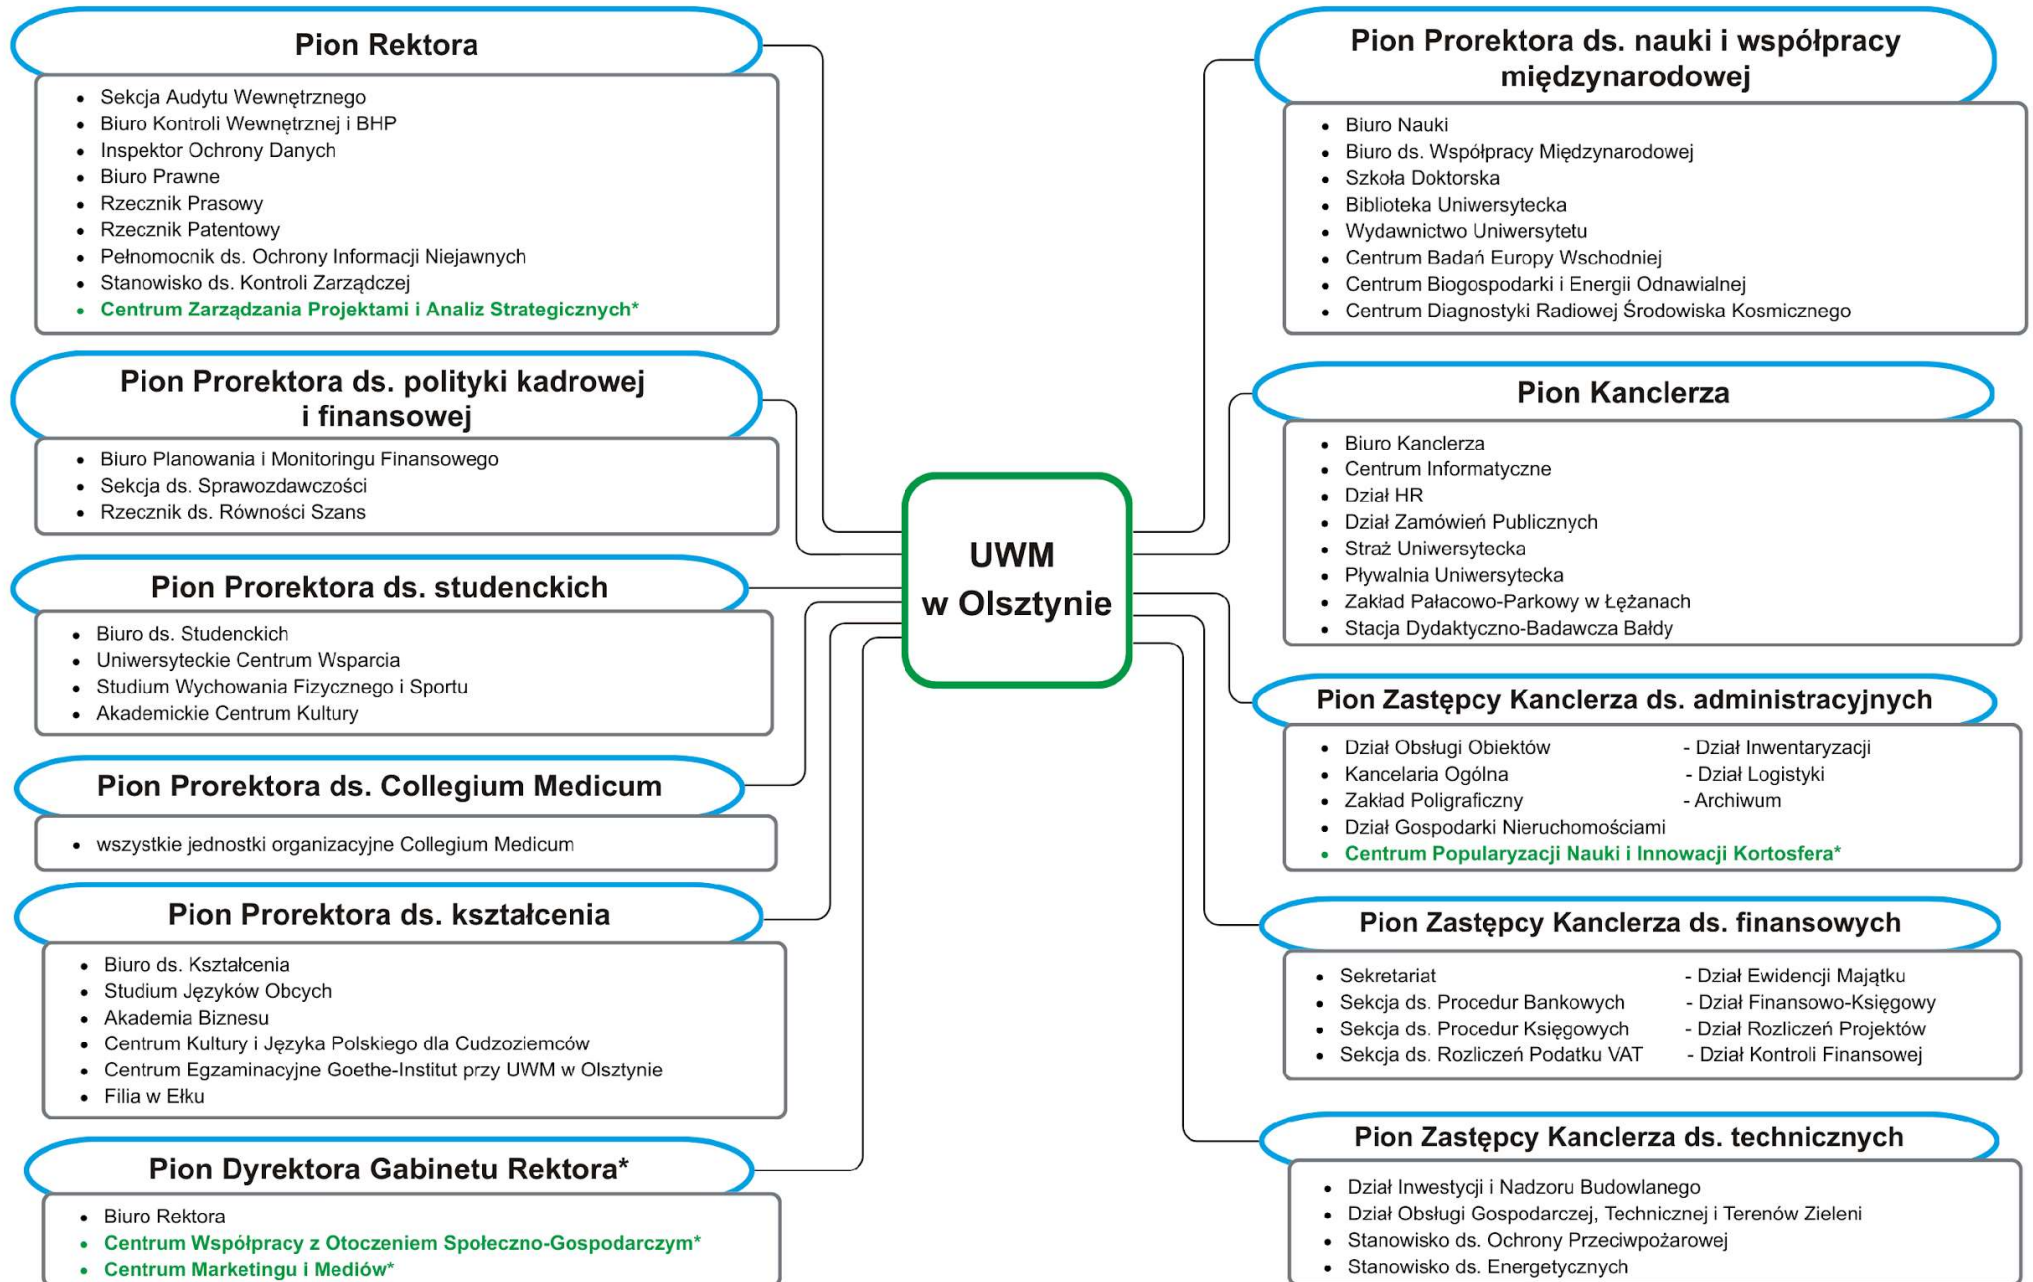 Pion Rektora
• Sekcja Audytu Wewnętrznego
• Biuro Kontroli Wewnętrznej i BHP
• Inspektor Ochrony Danych
• Biuro Prawne
• Rzecznik Prasowy
• Rzecznik Patentowy
• Pełnomocnik ds. Ochrony Informacji Niejawnych
• Stanowisko ds. Kontroli Zarządczej
• Centrum Zarządzania Projektami i Analiz Strategicznych*
Pion Prorektora ds. polityki kadrowej
i finansowej
• Biuro Planowania i Monitoringu Finansowego
• Sekcja ds. Sprawozdawczości
• Rzecznik ds. Równości Szans
Pion Prorektora ds. studenckich
• Biuro ds. Studenckich
• Uniwersyteckie Centrum Wsparcia
• Studium Wychowania Fizycznego i Sportu
• Akademickie Centrum Kultury
Pion Prorektora ds. Collegium Medicum
• wszystkie jednostki organizacyjne Collegium Medicum
Pion Prorektora ds. kształcenia
• Biuro ds. Kształcenia
• Studium Języków Obcych
• Akademia Biznesu
• Centrum Kultury i Języka Polskiego dla Cudzoziemców
• Centrum Egzaminacyjne Goethe-Institut przy UWM w Olsztynie
• Filia w Ełku
Pion Dyrektora Gabinetu Rektora*
• Biuro Rektora
• Centrum Współpracy z Otoczeniem Społeczno-Gospodarczym*
• Centrum Marketingu i Mediów*
UWM
w Olsztynie
Pion Prorektora ds. nauki i współpracy
międzynarodowej
• Biuro Nauki
• Biuro ds. Współpracy Międzynarodowej
• Szkoła Doktorska
• Biblioteka Uniwersytecka
• Wydawnictwo Uniwersytetu
• Centrum Badań Europy Wschodniej
• Centrum Biogospodarki i Energii Odnawialnej
• Centrum Diagnostyki Radiowej Środowiska Kosmicznego
Pion Kanclerza
• Biuro Kanclerza
• Centrum Informatyczne
• Dział HR
• Dział Zamówień Publicznych
• Straż Uniwersytecka
• Pływalnia Uniwersytecka
• Zakład Pałacowo-Parkowy w Łężanach
• Stacja Dydaktyczno-Badawcza Bałdy
Pion Zastępcy Kanclerza ds. administracyjnych
• Dział Obsługi Obiektów - Dział Inwentaryzacji
• Kancelaria Ogólna - Dział Logistyki
• Zakład Poligraficzny - Archiwum
• Dział Gospodarki Nieruchomościami
• Centrum Popularyzacji Nauki i Innowacji Kortosfera*
Pion Zastępcy Kanclerza ds. finansowych
• Sekretariat - Dział Ewidencji Majątku
• Sekcja ds. Procedur Bankowych - Dział Finansowo-Księgowy
• Sekcja ds. Procedur Księgowych - Dział Rozliczeń Projektów
• Sekcja ds. Rozliczeń Podatku VAT - Dział Kontroli Finansowej
Pion Zastępcy Kanclerza ds. technicznych
• Dział Inwestycji i Nadzoru Budowlanego
• Dział Obsługi Gospodarczej, Technicznej i Terenów Zieleni
• Stanowisko ds. Ochrony Przeciwpożarowej
• Stanowisko ds. Energetycznych